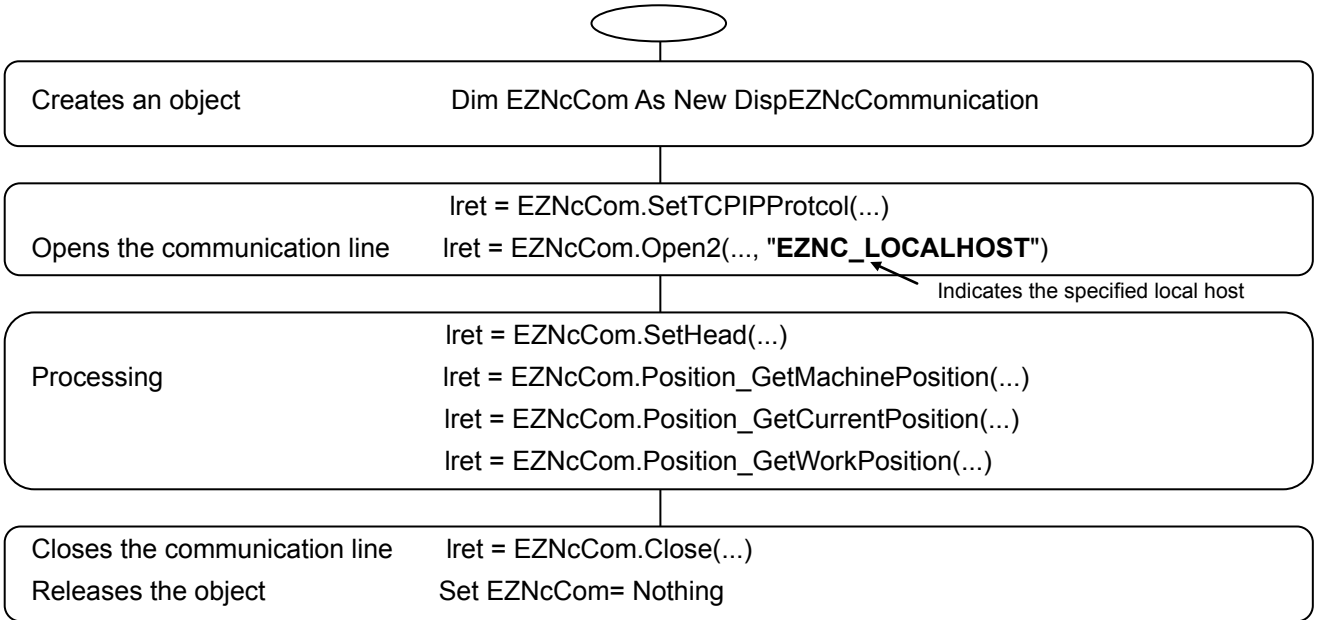 Creates an object Dim EZNcCom As New DispEZNcCommunication
lret = EZNcCom.SetTCPIPProtcol(...)
Opens the communication line lret = EZNcCom.Open2(..., "EZNC_LOCALHOST")
Indicates the specified local host
lret = EZNcCom.SetHead(...)
Processing lret = EZNcCom.Position_GetMachinePosition(...)
lret = EZNcCom.Position_GetCurrentPosition(...)
lret = EZNcCom.Position_GetWorkPosition(...)
Closes the communication line lret = EZNcCom.Close(...)
Releases the object Set EZNcCom= Nothing